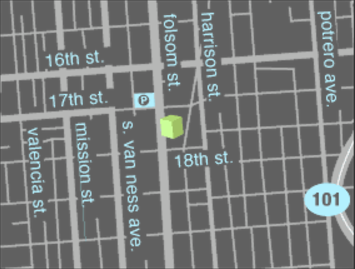 16th st.
17th st.
18th st.
valencia st.
mission st.
s. van ness ave.
folsom st.
harrison st.
potrero ave.
P
101